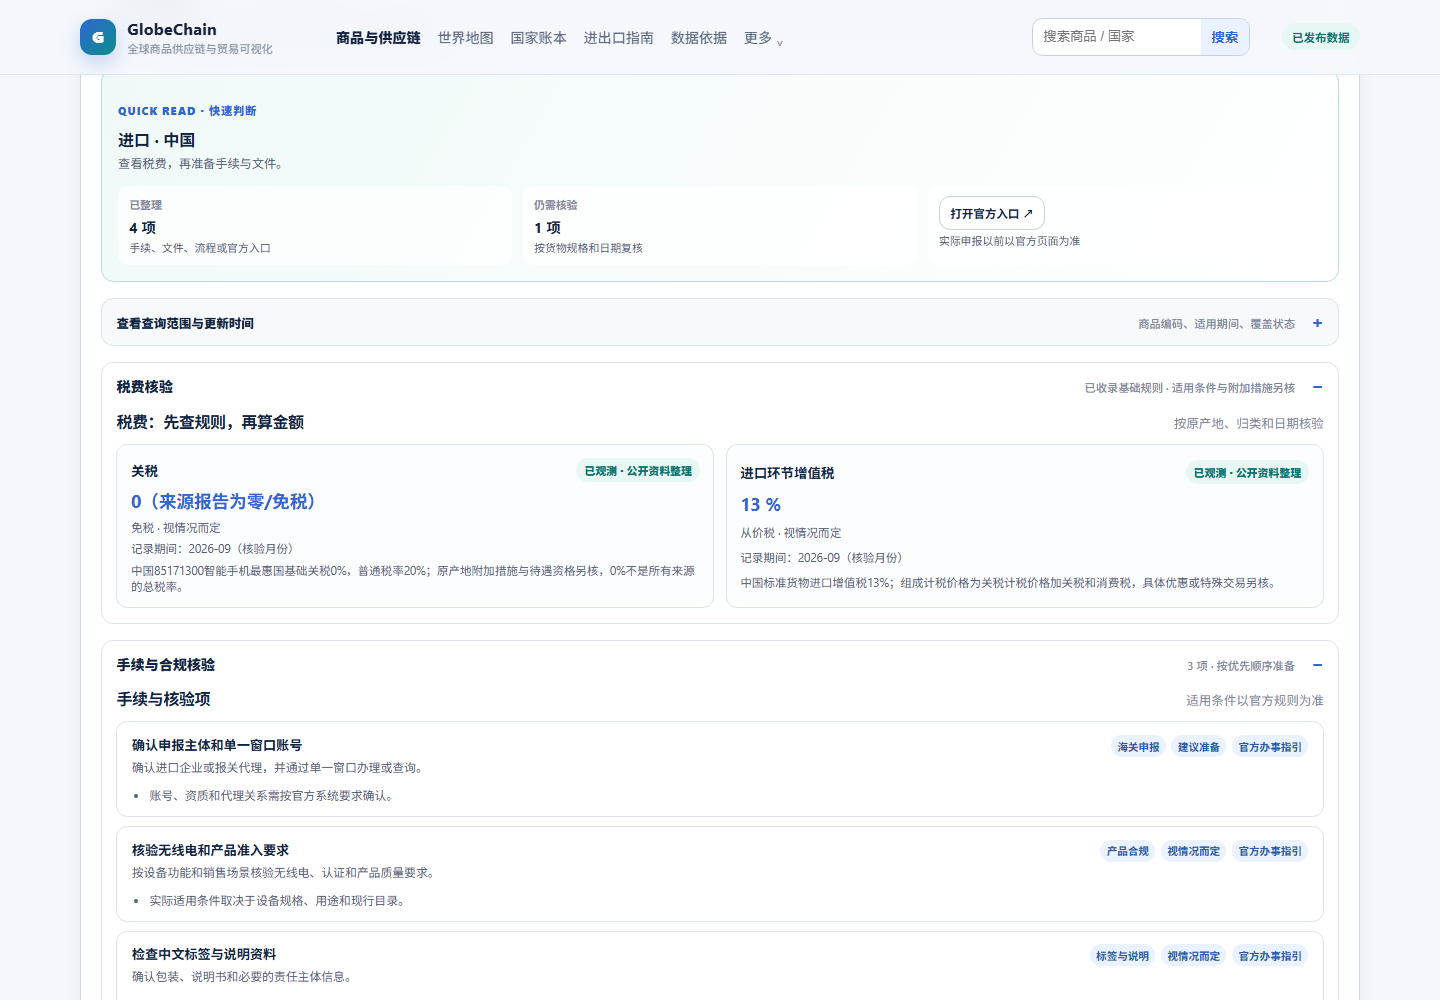 G
GlobeChain
全球商品供应链与贸易可视化
商品与供应链
世界地图
国家账本
进出口指南
数据依据
更多
搜索商品 / 国家
搜索
已发布数据
QUICK READ · 快速判断
进口 · 中国
查看税费，再准备手续与文件。
已整理
4 项
手续、文件、流程或官方入口
仍需核验
1 项
按货物规格和日期复核
打开官方入口 ↗
实际申报以前以官方页面为准
查看查询范围与更新时间
商品编码、适用期间、覆盖状态
+
税费核验
已收录基础规则 · 适用条件与附加措施另核
−
税费：先查规则，再算金额
按原产地、归类和日期核验
关税
已观测 · 公开资料整理
0（来源报告为零/免税）
免税 · 视情况而定
记录期间：2026-09（核验月份）
中国85171300智能手机最惠国基础关税0%，普通税率20%；原产地附加措施与待遇资格另核，0%不是所有来源
的总税率。
进口环节增值税
已观测 · 公开资料整理
13 %
从价税 · 视情况而定
记录期间：2026-09（核验月份）
中国标准货物进口增值税13%；组成计税价格为关税计税价格加关税和消费税，具体优惠或特殊交易另核。
手续与合规核验
3 项 · 按优先顺序准备
−
手续与核验项
适用条件以官方规则为准
确认申报主体和单一窗口账号
海关申报
建议准备
官方办事指引
确认进口企业或报关代理，并通过单一窗口办理或查询。
• 账号、资质和代理关系需按官方系统要求确认。
核验无线电和产品准入要求
产品合规
视情况而定
官方办事指引
按设备功能和销售场景核验无线电、认证和产品质量要求。
• 实际适用条件取决于设备规格、用途和现行目录。
检查中文标签与说明资料
标签与说明
视情况而定
官方办事指引
确认包装、说明书和必要的责任主体信息。